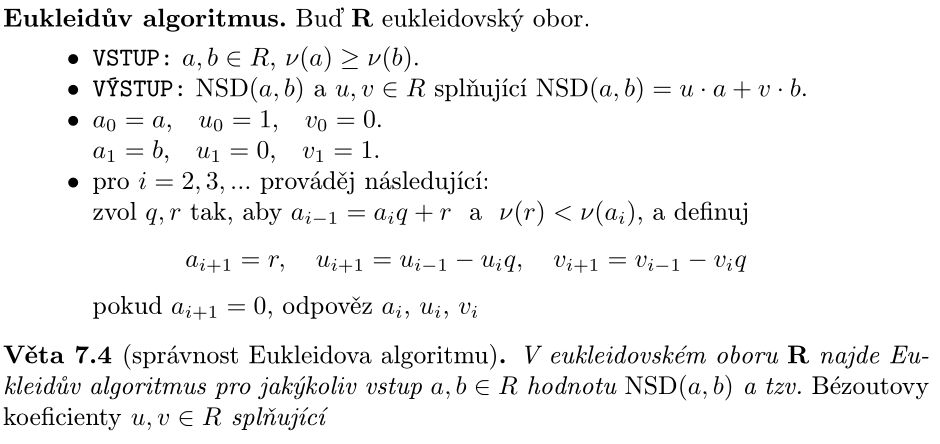 Eukleidův algoritmus. Buď R eukleidovský obor.
• VSTUP: a, b ∈ R, ν(a) ≥ ν(b).
• VÝSTUP: NSD(a, b) a u, v ∈ R splňující NSD(a, b) = u · a + v · b.
• a₀ = a, u₀ = 1, v₀ = 0.
a₁ = b, u₁ = 0, v₁ = 1.
• pro i = 2, 3, ... prováděj následující:
zvol q, r tak, aby aᵢ₋₁ = aᵢq + r a ν(r) < ν(aᵢ), a definuj
aᵢ₊₁ = r, uᵢ₊₁ = uᵢ₋₁ − uᵢq, vᵢ₊₁ = vᵢ₋₁ − vᵢq
pokud aᵢ₊₁ = 0, odpověz aᵢ, uᵢ, vᵢ
Věta 7.4 (správnost Eukleidova algoritmu). V eukleidovském oboru R najde Eu-
kleidův algoritmus pro jakýkoliv vstup a, b ∈ R hodnotu NSD(a, b) a tzv. Bézoutovy
koeficienty u, v ∈ R splňující